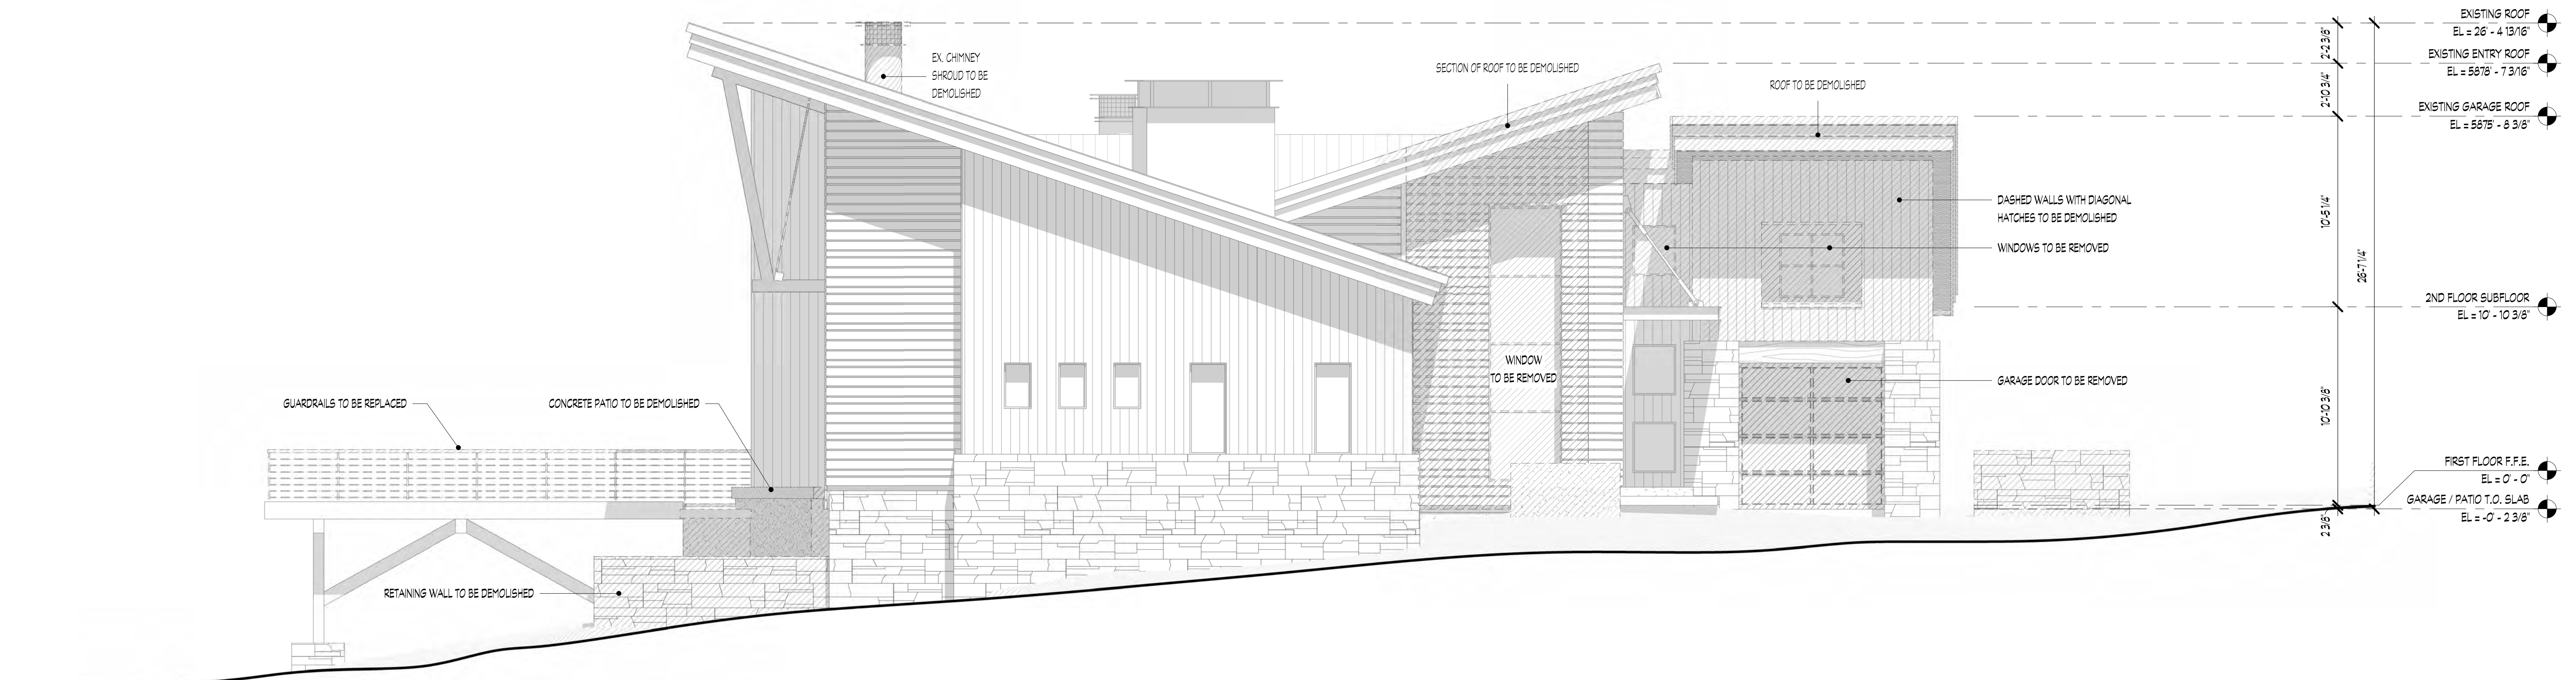 EXISTING ROOF
EL = 26' - 4 13/16"
EXISTING ENTRY ROOF
EL = 5878' - 7 3/16"
EXISTING GARAGE ROOF
EL = 5875' - 8 3/8"
2'-2 3/8"
2'-10 3/4"
10'-5 1/4"
26'-7 1/4"
10'-10 3/8"
2 3/8"
EX. CHIMNEY
SHROUD TO BE
DEMOLISHED
SECTION OF ROOF TO BE DEMOLISHED
ROOF TO BE DEMOLISHED
DASHED WALLS WITH DIAGONAL
HATCHES TO BE DEMOLISHED
WINDOWS TO BE REMOVED
2ND FLOOR SUBFLOOR
EL = 10' - 10 3/8"
WINDOW
TO BE REMOVED
GARAGE DOOR TO BE REMOVED
GUARDRAILS TO BE REPLACED
CONCRETE PATIO TO BE DEMOLISHED
FIRST FLOOR F.F.E.
EL = 0' - 0"
GARAGE / PATIO T.O. SLAB
EL = -0' - 2 3/8"
RETAINING WALL TO BE DEMOLISHED